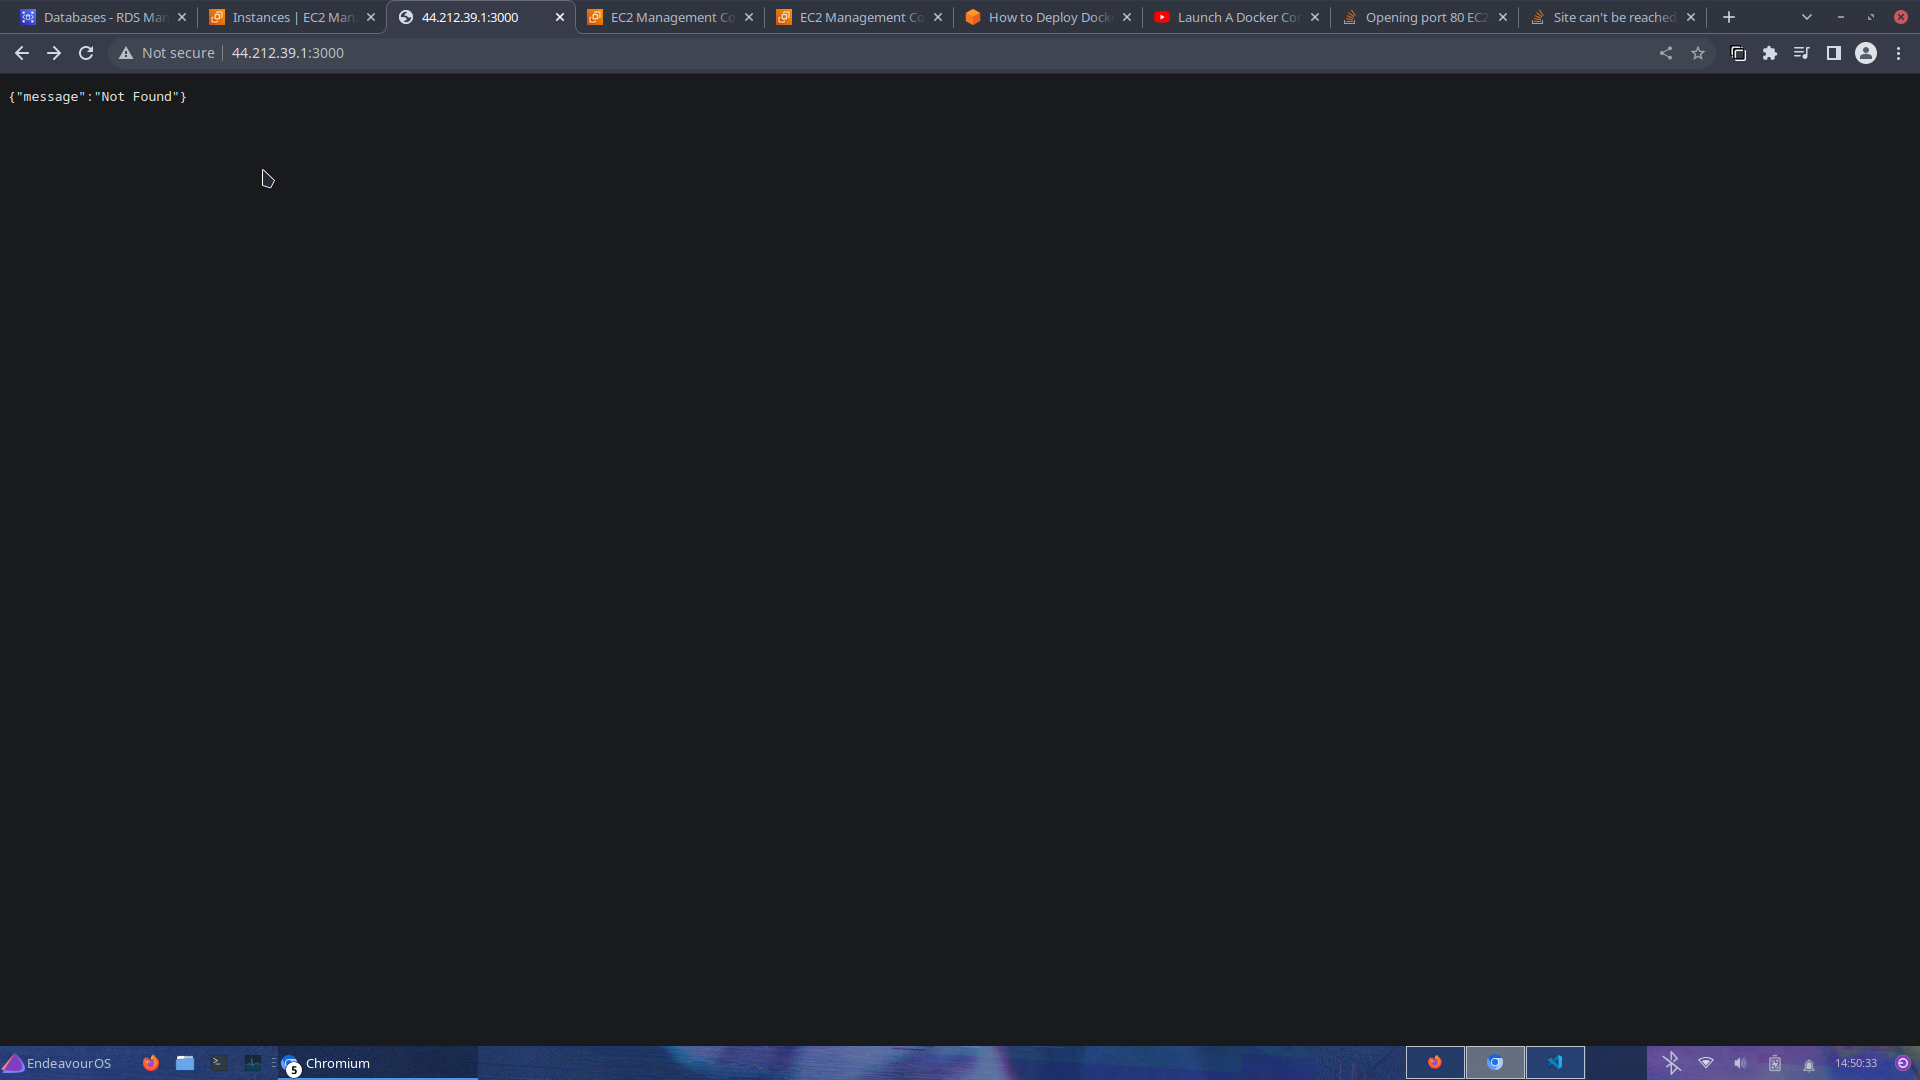 Databases - RDS Man
Instances | EC2 Man
44.212.39.1:3000
EC2 Management Co
EC2 Management Co
How to Deploy Dock
Launch A Docker Co
Opening port 80 EC2
Site can't be reached
Not secure
44.212.39.1:3000
{"message":"Not Found"}
EndeavourOS
5
Chromium
14:50:33